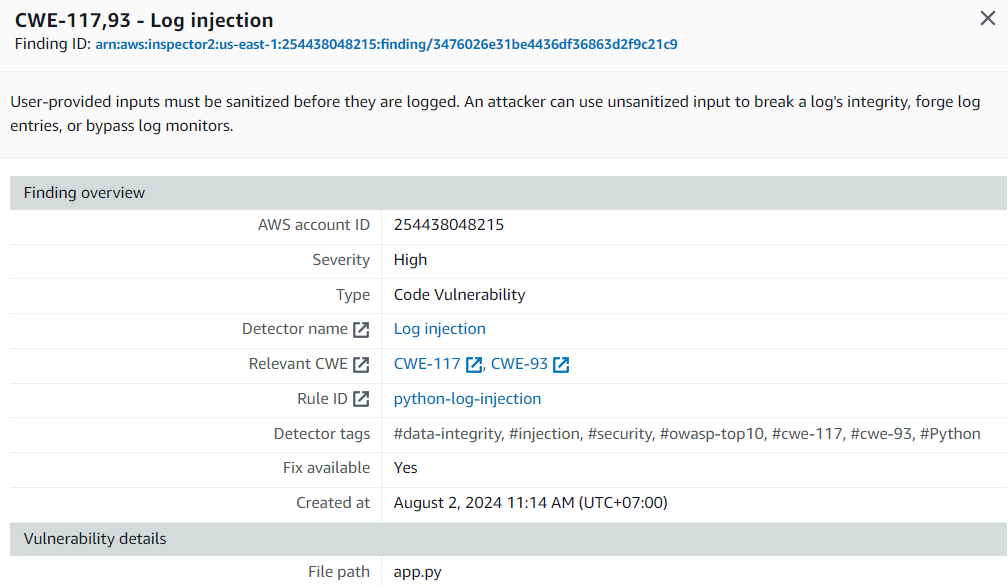 CWE-117,93 - Log injection
Finding ID: arn:aws:inspector2:us-east-1:254438048215:finding/3476026e31be4436df36863d2f9c21c9
User-provided inputs must be sanitized before they are logged. An attacker can use unsanitized input to break a log's integrity, forge log
entries, or bypass log monitors.
Finding overview
AWS account ID 254438048215
Severity High
Type Code Vulnerability
Detector name Log injection
Relevant CWE CWE-117, CWE-93
Rule ID python-log-injection
Detector tags #data-integrity, #injection, #security, #owasp-top10, #cwe-117, #cwe-93, #Python
Fix available Yes
Created at August 2, 2024 11:14 AM (UTC+07:00)
Vulnerability details
File path app.py